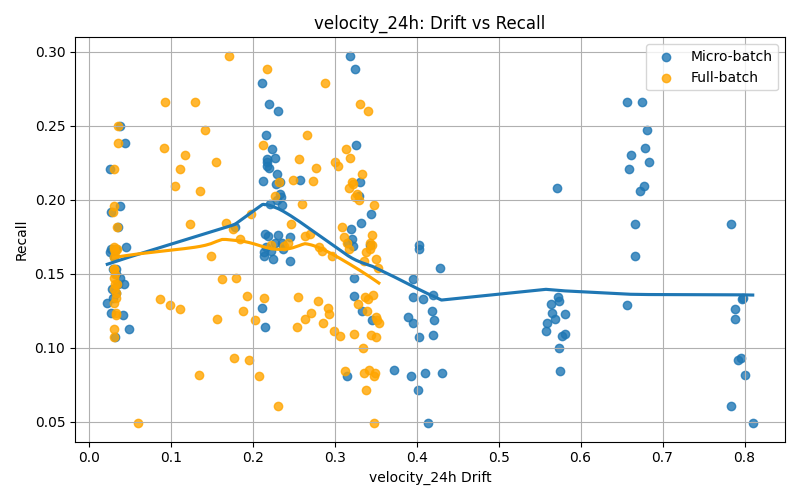 velocity_24h: Drift vs Recall
Micro-batch
Full-batch
Recall
0.30
0.25
0.20
0.15
0.10
0.05
0.0 0.1 0.2 0.3 0.4 0.5 0.6 0.7 0.8
velocity_24h Drift